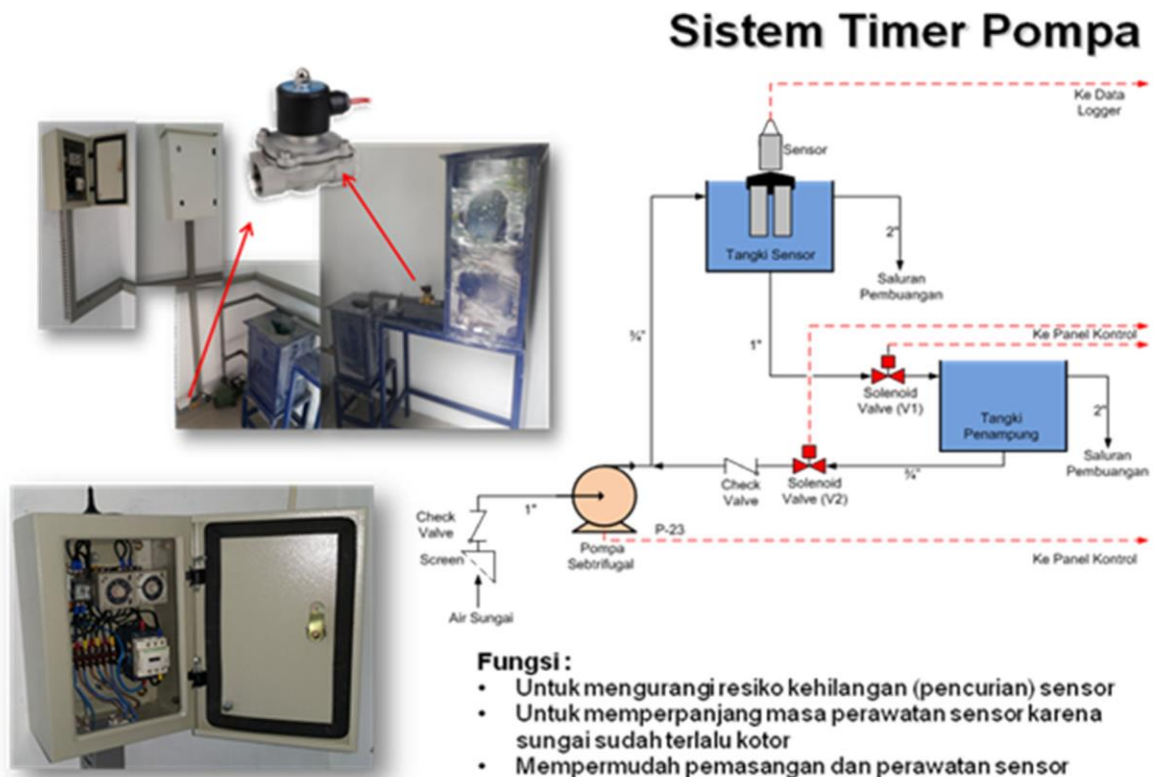 Sistem Timer Pompa
Ke Data
Logger
Sensor
Tangki Sensor
2"
Saluran
Pembuangan
¾"
1"
Ke Panel Kontrol
Solenoid
Valve (V1)
Tangki
Penampung
2"
Saluran
Pembuangan
Check
Valve
Solenoid
Valve (V2)
¾"
Check
Valve
1"
Screen
Pompa
Sebtrifugal
P-23
Ke Panel Kontrol
Air Sungai
Fungsi :
• Untuk mengurangi resiko kehilangan (pencurian) sensor
• Untuk memperpanjang masa perawatan sensor karena
sungai sudah terlalu kotor
• Mempermudah pemasangan dan perawatan sensor